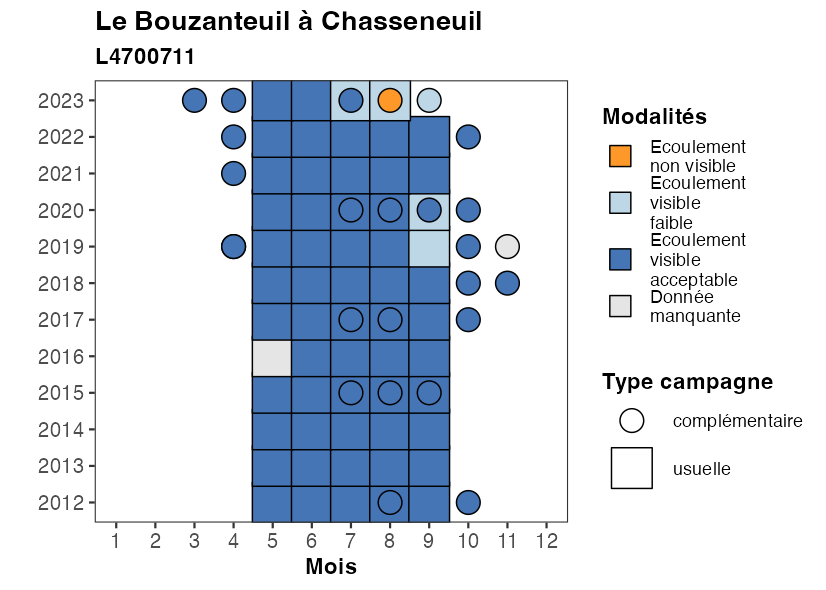 Le Bouzanteuil à Chasseneuil
L4700711
2023
2022
2021
2020
2019
2018
2017
2016
2015
2014
2013
2012
1 2 3 4 5 6 7 8 9 10 11 12
Mois
Modalités
Ecoulement
non visible
Ecoulement
visible
faible
Ecoulement
visible
acceptable
Donnée
manquante
Type campagne
complémentaire
usuelle